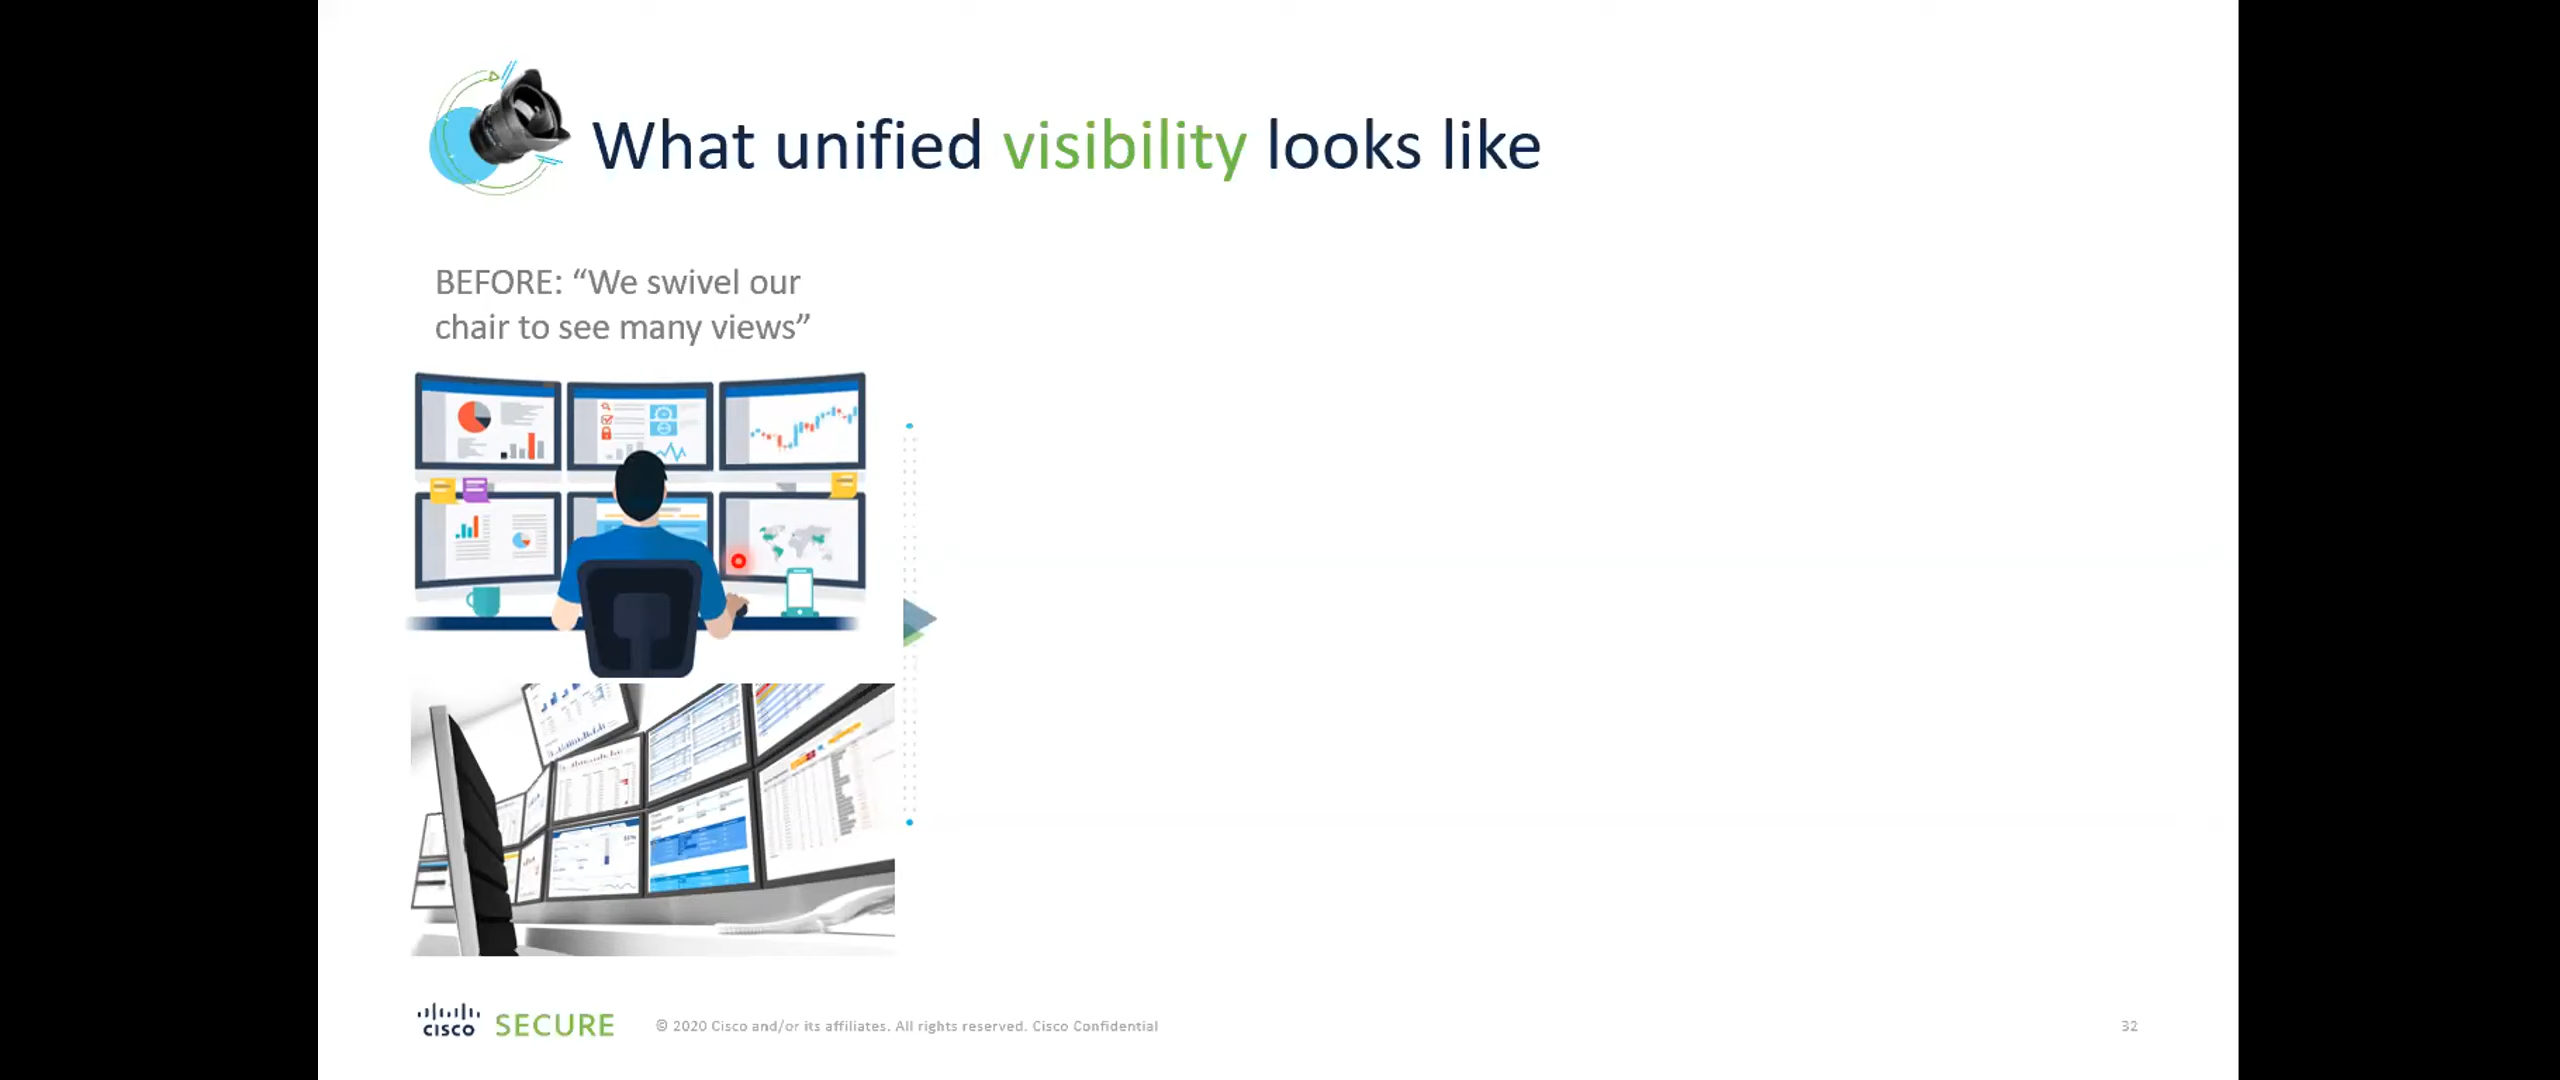 What unified visibility looks like
BEFORE: “We swivel our
chair to see many views”
CISCO SECURE
© 2020 Cisco and/or its affiliates. All rights reserved. Cisco Confidential
32